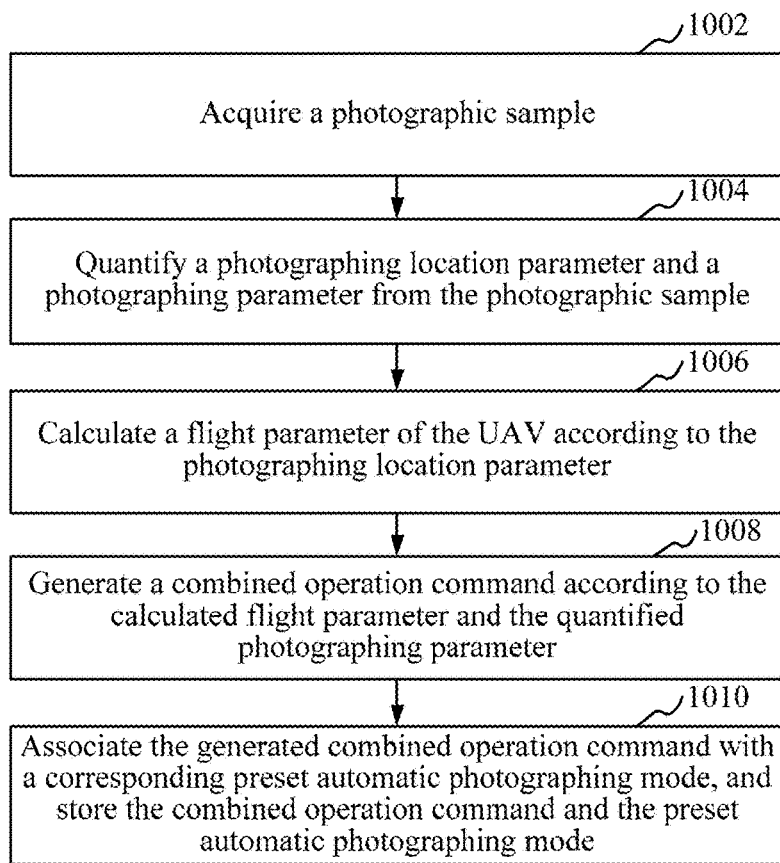 1002
Acquire a photographic sample
1004
Quantify a photographing location parameter and a
photographing parameter from the photographic sample
1006
Calculate a flight parameter of the UAV according to the
photographing location parameter
1008
Generate a combined operation command according to the
calculated flight parameter and the quantified
photographing parameter
1010
Associate the generated combined operation command with
a corresponding preset automatic photographing mode, and
store the combined operation command and the preset
automatic photographing mode